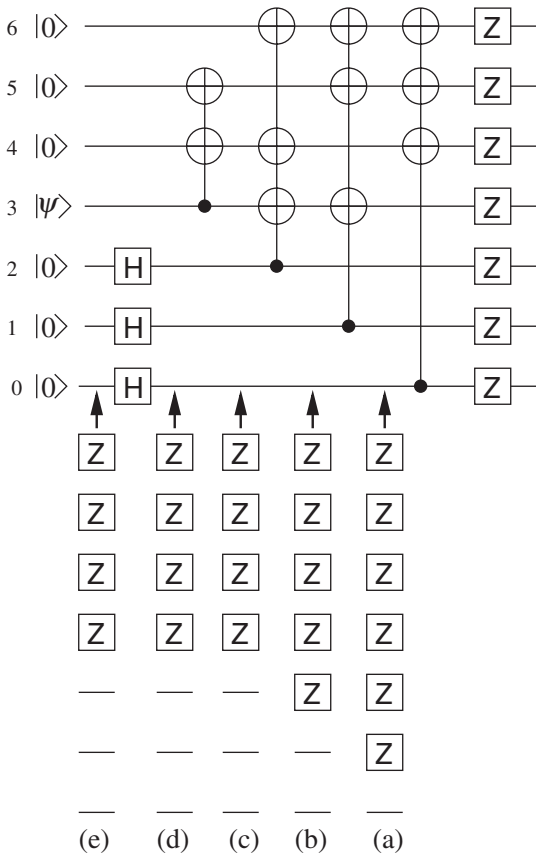 6 |0⟩ Z
5 |0⟩ Z
4 |0⟩ Z
3 |ψ⟩ Z
2 |0⟩ H Z
1 |0⟩ H Z
0 |0⟩ H Z
Z Z Z Z Z
Z Z Z Z Z
Z Z Z Z Z
Z Z Z Z Z
Z Z
Z
(e) (d) (c) (b) (a)